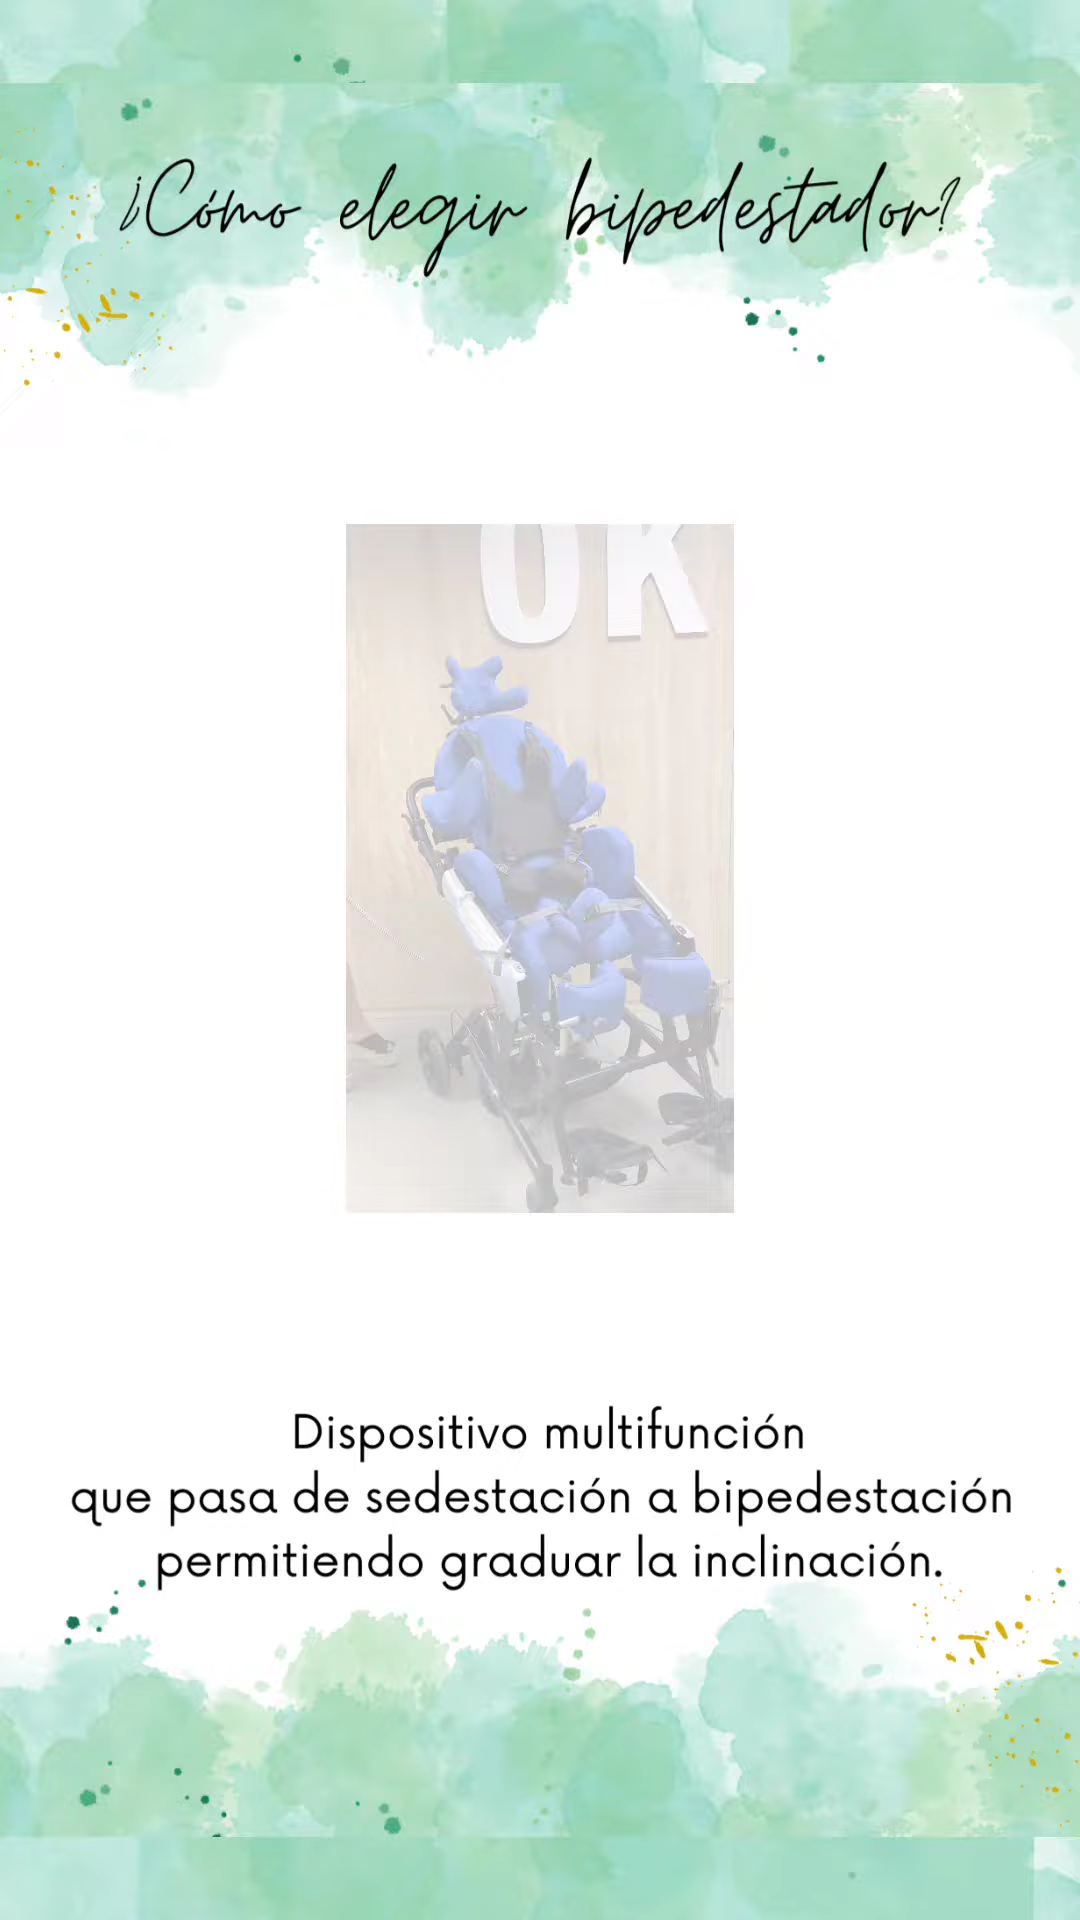 ¿Cómo elegir bipedestador?
OK
Dispositivo multifunción
que pasa de sedestación a bipedestación
permitiendo graduar la inclinación.